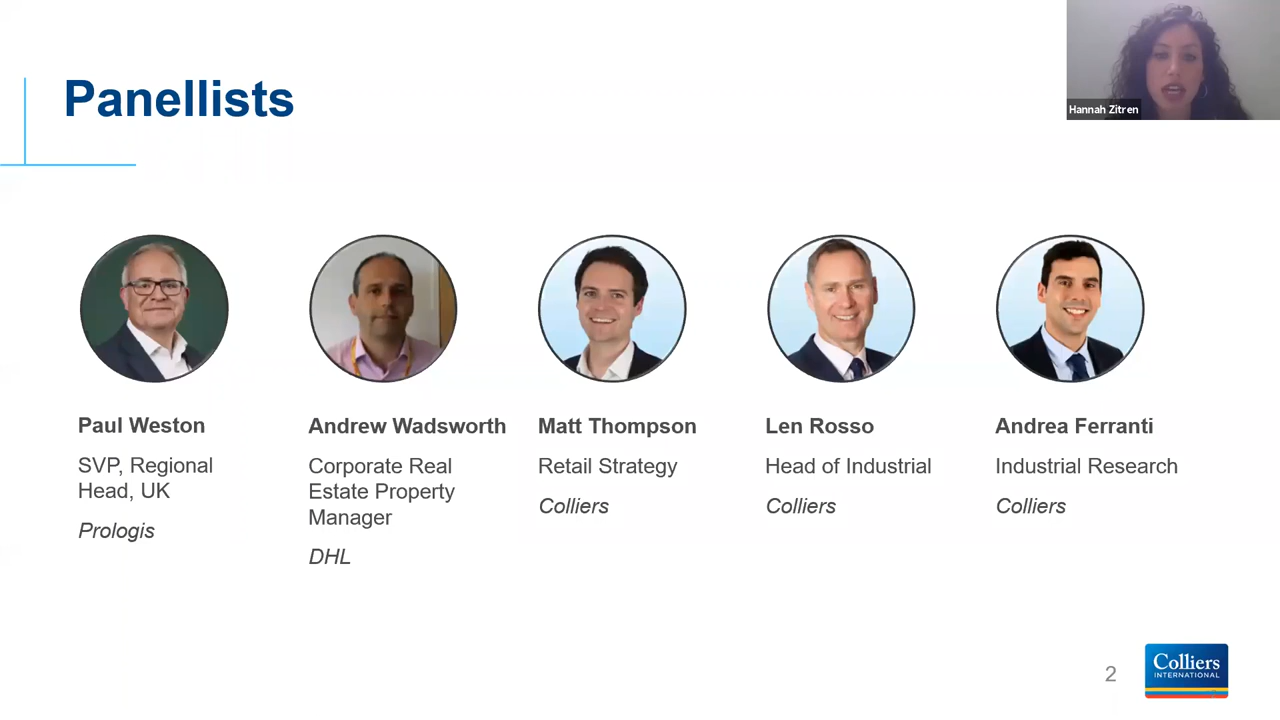 Panellists
Hannah Zitren
Paul Weston
SVP, Regional
Head, UK
Prologis
Andrew Wadsworth
Corporate Real
Estate Property
Manager
DHL
Matt Thompson
Retail Strategy
Colliers
Len Rosso
Head of Industrial
Colliers
Andrea Ferranti
Industrial Research
Colliers
2
Colliers
INTERNATIONAL